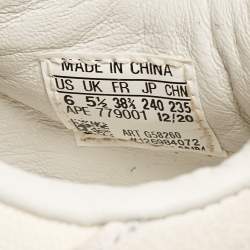 MADE IN CHINA
US UK FR JP CHN
6 5½ 38⅔ 240 235
APE 779001 12/20
ART G58260